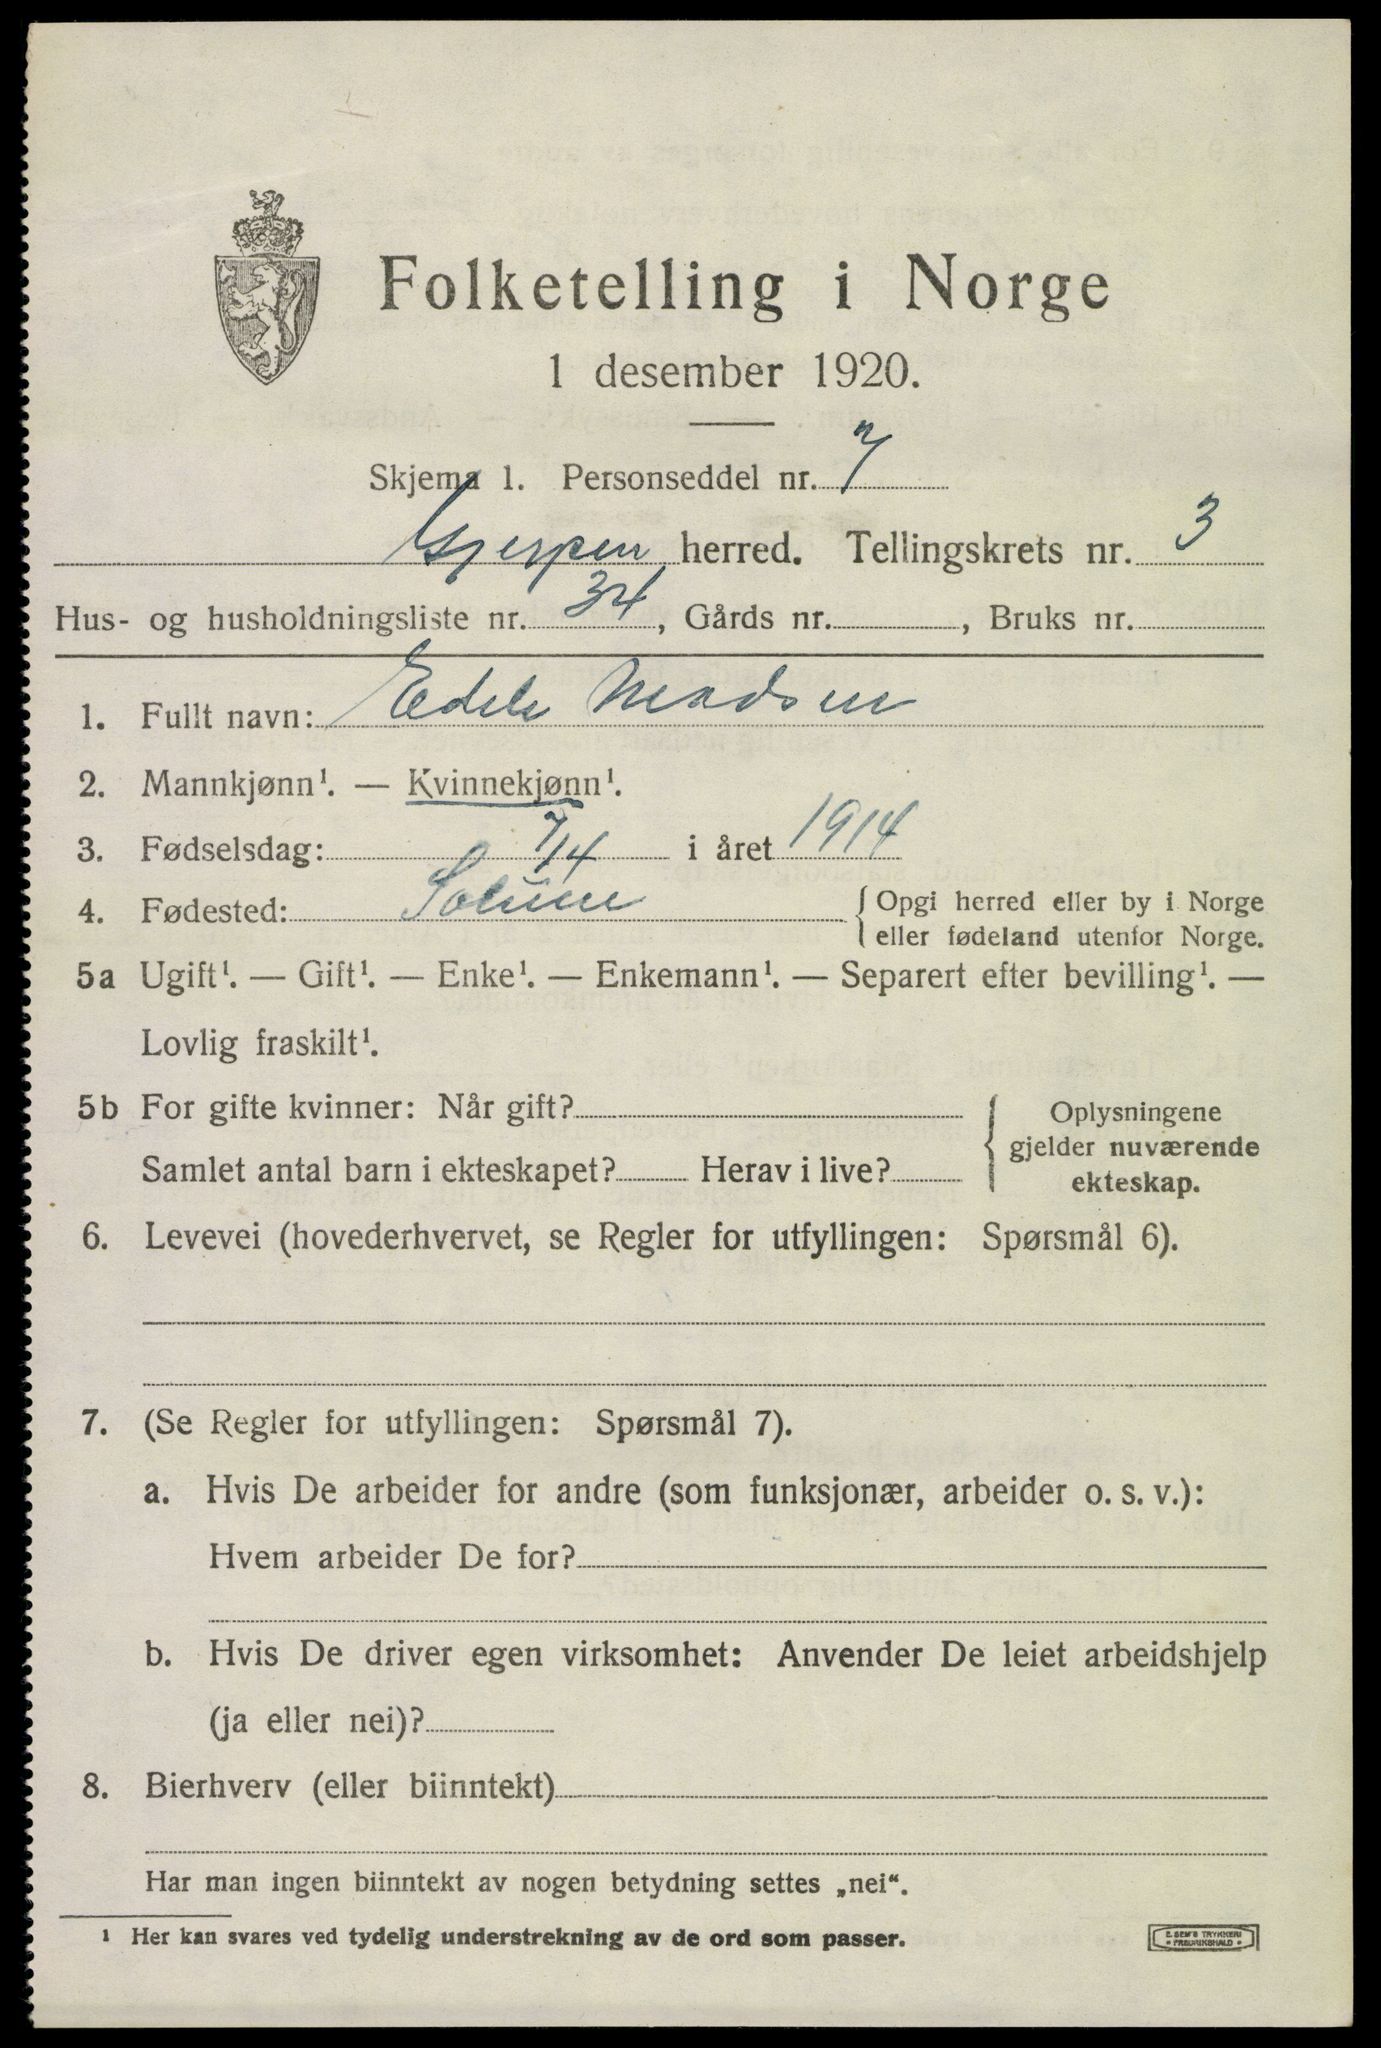 Folketelling i Norge
1 desember 1920.
Skjema 1. Personseddel nr. 7
Gjerpen herred. Tellingskrets nr. 3
Hus- og husholdningsliste nr. 34, Gårds nr. , Bruks nr.
1. Fullt navn: Edele Madsen
2. Mannkjønn¹. — Kvinnekjønn¹.
3. Fødselsdag: 7/14 i året 1914
4. Fødested: Solum {Opgi herred eller by i Norge
eller fødeland utenfor Norge.
5a Ugift¹. — Gift¹. — Enke¹. — Enkemann¹. — Separert efter bevilling¹. —
Lovlig fraskilt¹.
5b For gifte kvinner: Når gift? {Oplysningene
gjelder nuværende
Samlet antal barn i ekteskapet? Herav i live? ekteskap.
6. Levevei (hovederhvervet, se Regler for utfyllingen: Spørsmål 6).
7. (Se Regler for utfyllingen: Spørsmål 7).
a. Hvis De arbeider for andre (som funksjonær, arbeider o. s. v.):
Hvem arbeider De for?
b. Hvis De driver egen virksomhet: Anvender De leiet arbeidshjelp
(ja eller nei)?
8. Bierhverv (eller biinntekt)
Har man ingen biinntekt av nogen betydning settes „nei“.
¹ Her kan svares ved tydelig understrekning av de ord som passer.
E. SEM'S TRYKKERI
• FREDRIKSHALD •